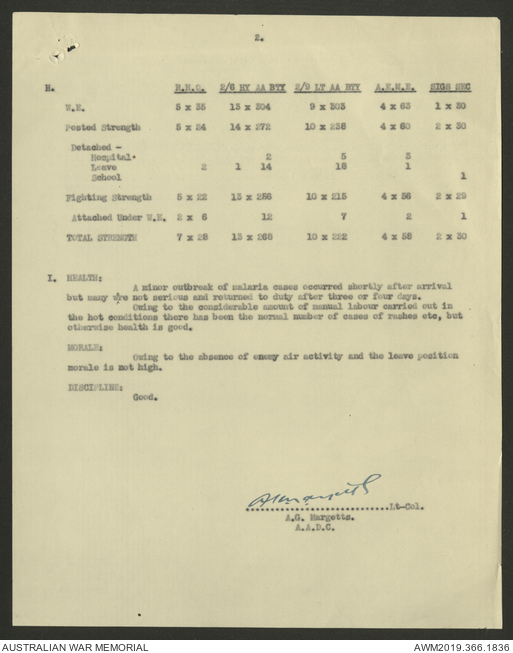 2.
H. R.H.Q. 2/6 HY AA BTY 2/9 LT AA BTY A.E.M.E. SIGS SEC
W.E. 5 x 35 13 x 304 9 x 303 4 x 63 1 x 30
Posted Strength 5 x 24 14 x 272 10 x 238 4 x 60 2 x 30
Detached -
Hospital. 2 5 3
Leave 2 1 14 18 1
School 1
Fighting Strength 5 x 22 13 x 256 10 x 215 4 x 56 2 x 29
Attached Under W.E. 2 x 6 12 7 2 1
TOTAL STRENGTH 7 x 28 13 x 268 10 x 222 4 x 58 2 x 30
I. HEALTH:
A minor outbreak of malaria cases occurred shortly after arrival
but many were not serious and returned to duty after three or four days.
Owing to the considerable amount of manual labour carried out in
the hot conditions there has been the normal number of cases of rashes etc, but
otherwise health is good.
MORALE:
Owing to the absence of enemy air activity and the leave position
morale is not high.
DISCIPLINE:
Good.
AGMargetts
..............................Lt-Col.
A.G. Margetts.
A.A.D.C.
AUSTRALIAN WAR MEMORIAL AWM2019.366.1836